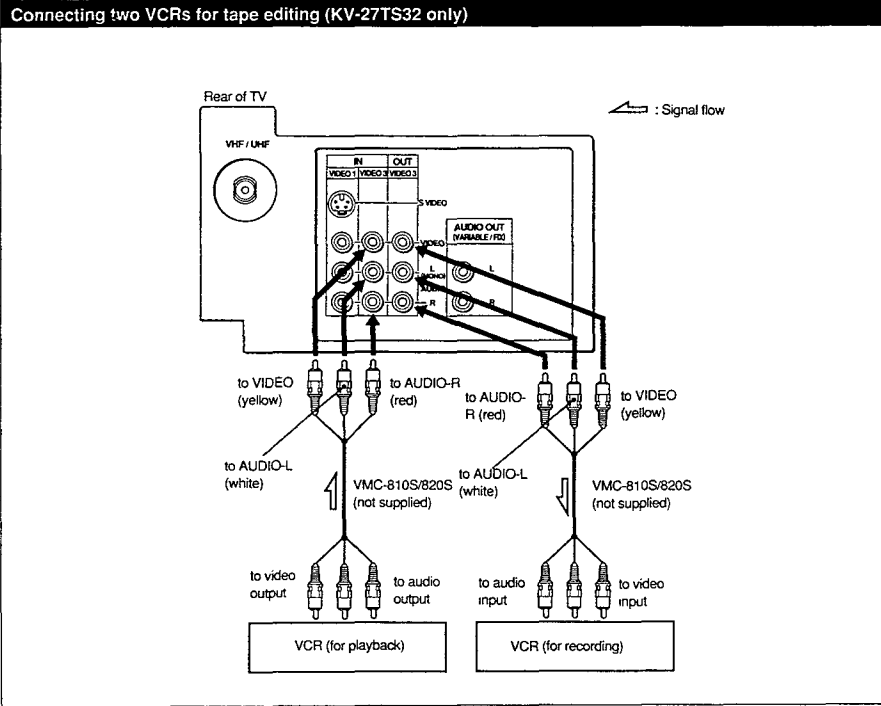 Connecting two VCRs for tape editing (KV-27TS32 only)
Rear of TV
: Signal flow
VHF / UHF
IN OUT
VIDEO 1 VIDEO 3 VIDEO 3
S VIDEO
AUDIO OUT
(VARIABLE / FIX)
VIDEO
L
(MONO)
AUDIO
R
L
R
to VIDEO
(yellow)
to AUDIO-R
(red)
to AUDIO-
R (red)
to VIDEO
(yellow)
to AUDIO-L
(white)
VMC-810S/820S
(not supplied)
to AUDIO-L
(white)
VMC-810S/820S
(not supplied)
to video
output
to audio
output
to audio
input
to video
input
VCR (for playback)
VCR (for recording)